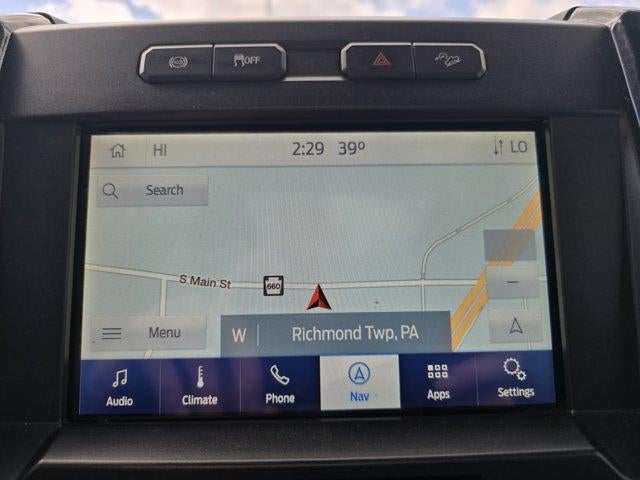 OFF
HI 2:29 39° LO
Search
S Main St
660
Menu
W Richmond Twp, PA
Audio Climate Phone Nav Apps Settings